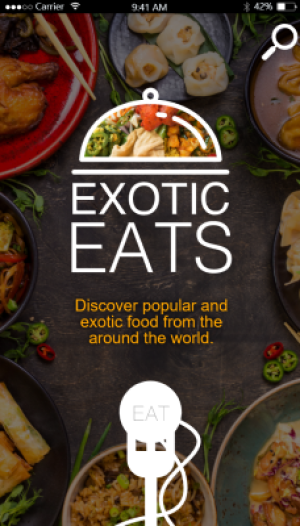 Carrier 9:41 AM 42%
EXOTIC
EATS
Discover popular and
exotic food from the
around the world.
EAT